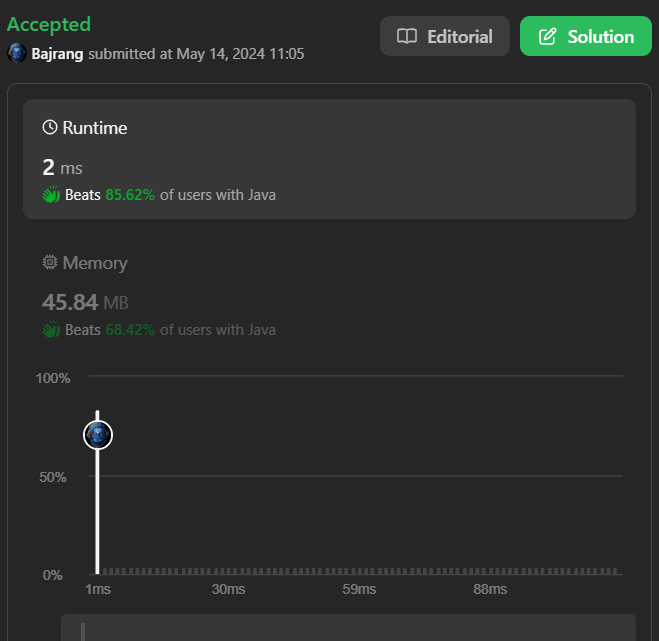 Accepted
Bajrang submitted at May 14, 2024 11:05
Editorial
Solution
Runtime
2 ms
Beats 85.62% of users with Java
Memory
45.84 MB
Beats 68.42% of users with Java
100%
50%
0%
1ms 30ms 59ms 88ms